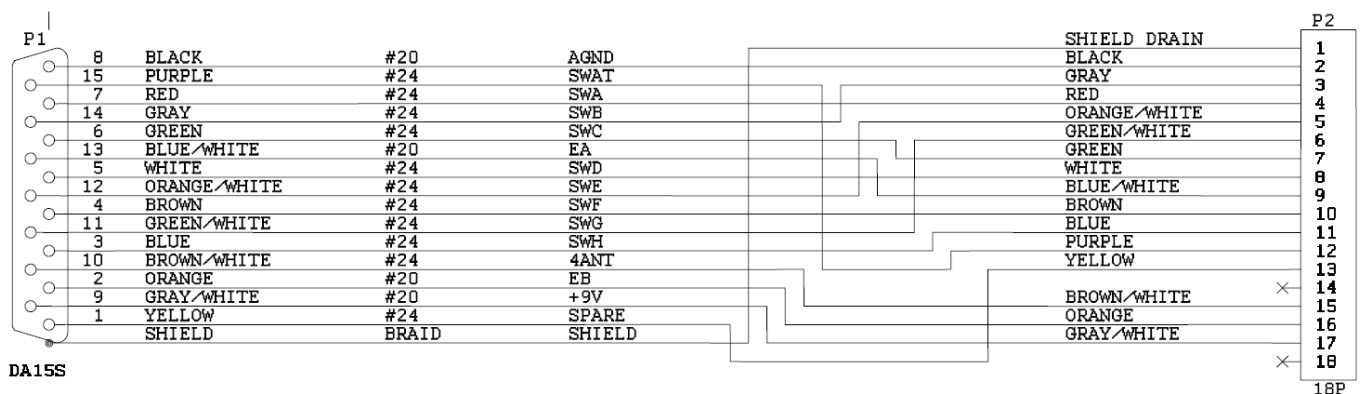 P1 P2
SHIELD DRAIN 1
8 BLACK #20 AGND BLACK 2
15 PURPLE #24 SWAT GRAY 3
7 RED #24 SWA RED 4
14 GRAY #24 SWB ORANGE/WHITE 5
6 GREEN #24 SWC GREEN/WHITE 6
13 BLUE/WHITE #20 EA GREEN 7
5 WHITE #24 SWD WHITE 8
12 ORANGE/WHITE #24 SWE BLUE/WHITE 9
4 BROWN #24 SWF BROWN 10
11 GREEN/WHITE #24 SWG BLUE 11
3 BLUE #24 SWH PURPLE 12
10 BROWN/WHITE #24 4ANT YELLOW 13
2 ORANGE #20 EB 14
9 GRAY/WHITE #20 +9V BROWN/WHITE 15
1 YELLOW #24 SPARE ORANGE 16
SHIELD BRAID SHIELD GRAY/WHITE 17
18
DA15S
18P